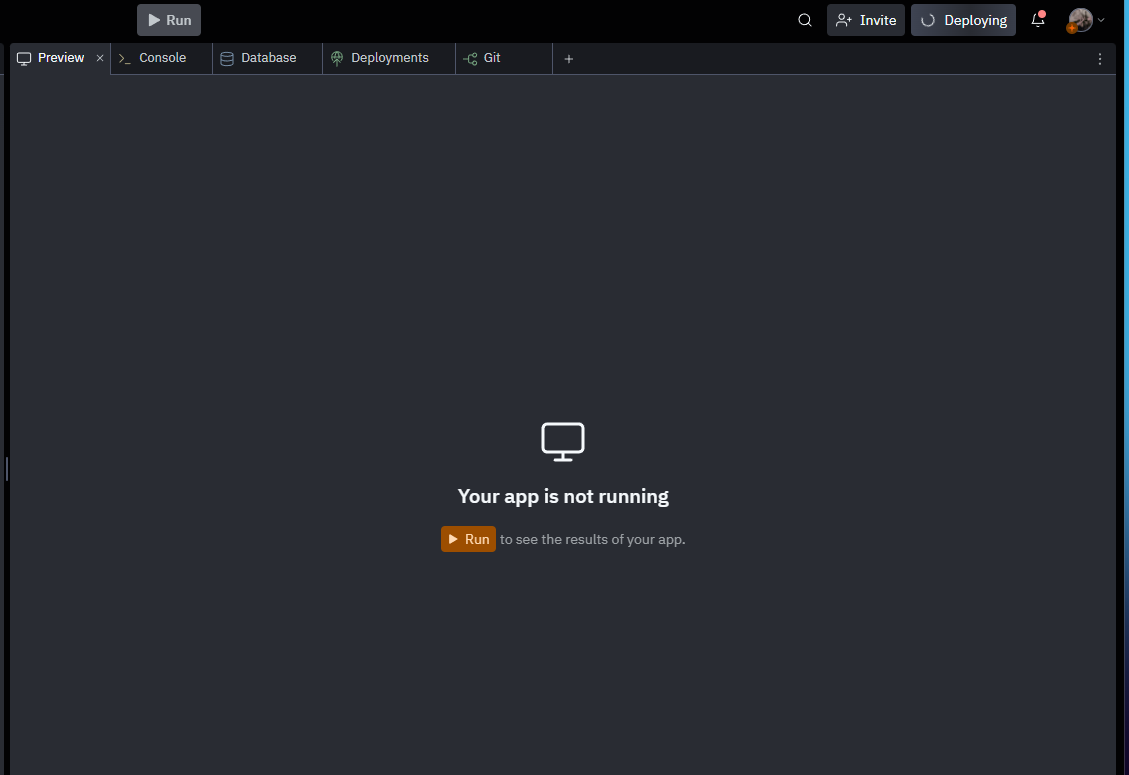 Run
Invite
Deploying
Preview
Console
Database
Deployments
Git
Your app is not running
Run to see the results of your app.